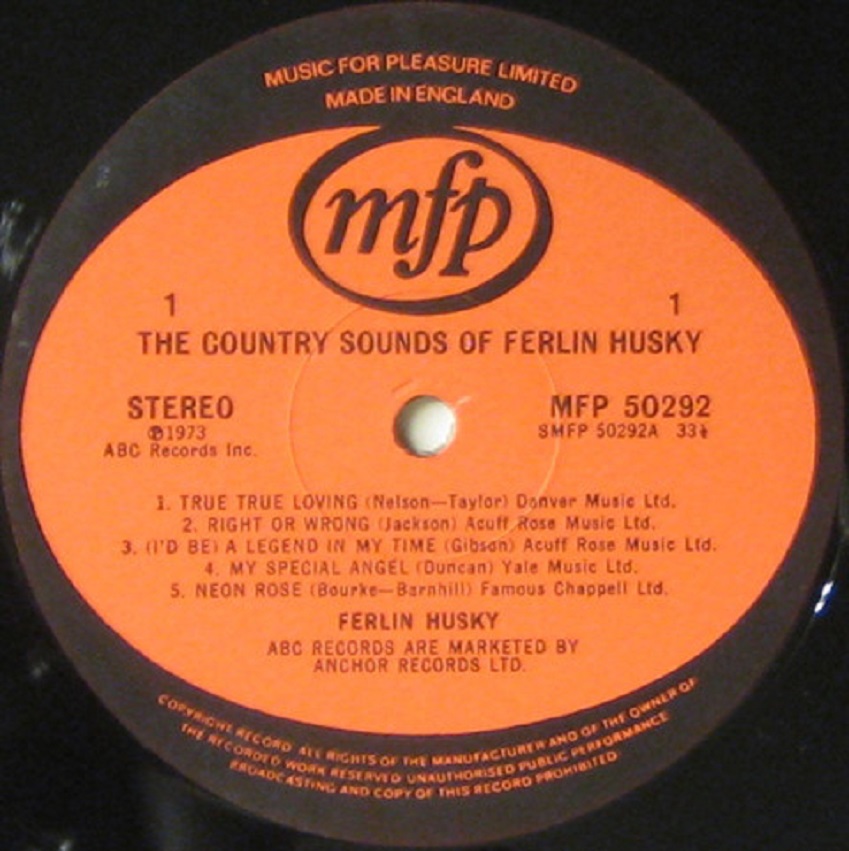 MUSIC FOR PLEASURE LIMITED
MADE IN ENGLAND
mfp
1 1
THE COUNTRY SOUNDS OF FERLIN HUSKY
STEREO MFP 50292
℗1973 SMFP 50292A 33⅓
ABC Records Inc.
1. TRUE TRUE LOVING (Nelson—Taylor) Denver Music Ltd.
2. RIGHT OR WRONG (Jackson) Acuff Rose Music Ltd.
3. (I'D BE) A LEGEND IN MY TIME (Gibson) Acuff Rose Music Ltd.
4. MY SPECIAL ANGEL (Duncan) Yale Music Ltd.
5. NEON ROSE (Bourke—Barnhill) Famous Chappell Ltd.
FERLIN HUSKY
ABC RECORDS ARE MARKETED BY
ANCHOR RECORDS LTD.
COPYRIGHT RECORD. ALL RIGHTS OF THE MANUFACTURER AND OF THE OWNER OF
THE RECORDED WORK RESERVED. UNAUTHORISED PUBLIC PERFORMANCE
BROADCASTING AND COPY OF THIS RECORD PROHIBITED